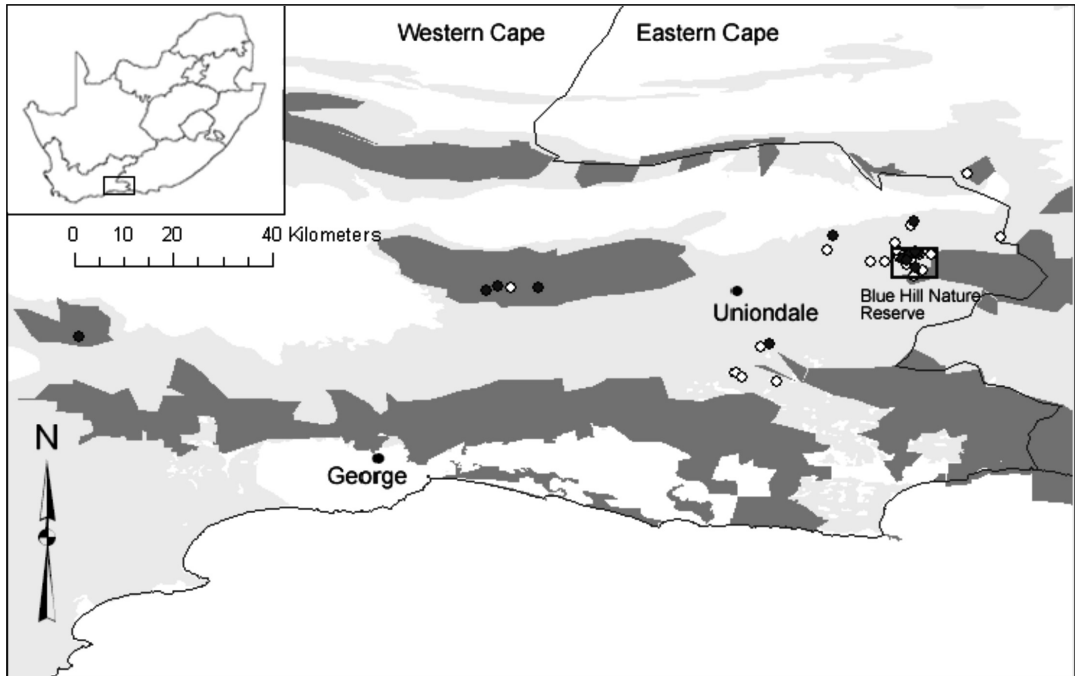 Western Cape
Eastern Cape
0 10 20 40 Kilometers
Blue Hill Nature
Reserve
Uniondale
N
George